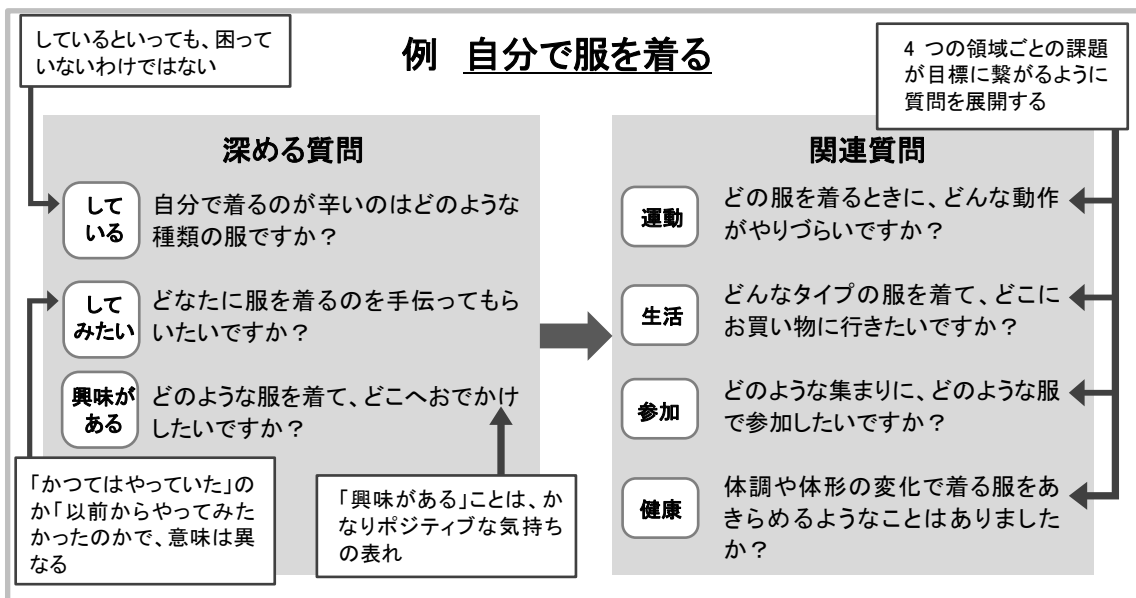 しているといっても、困って
いないわけではない
例 自分で服を着る
4 つの領域ごとの課題
が目標に繋がるように
質問を展開する
深める質問
して
いる
自分で着るのが辛いのはどのような
種類の服ですか？
して
みたい
どなたに服を着るのを手伝ってもら
いたいですか？
興味が
ある
どのような服を着て、どこへおでかけ
したいですか？
「かつてはやっていた」の
か「以前からやってみた
かったのかで、意味は異
なる
「興味がある」ことは、か
なりポジティブな気持ち
の表れ
関連質問
運動
どの服を着るときに、どんな動作
がやりづらいですか？
生活
どんなタイプの服を着て、どこに
お買い物に行きたいですか？
参加
どのような集まりに、どのような服
で参加したいですか？
健康
体調や体形の変化で着る服をあ
きらめるようなことはありました
か？